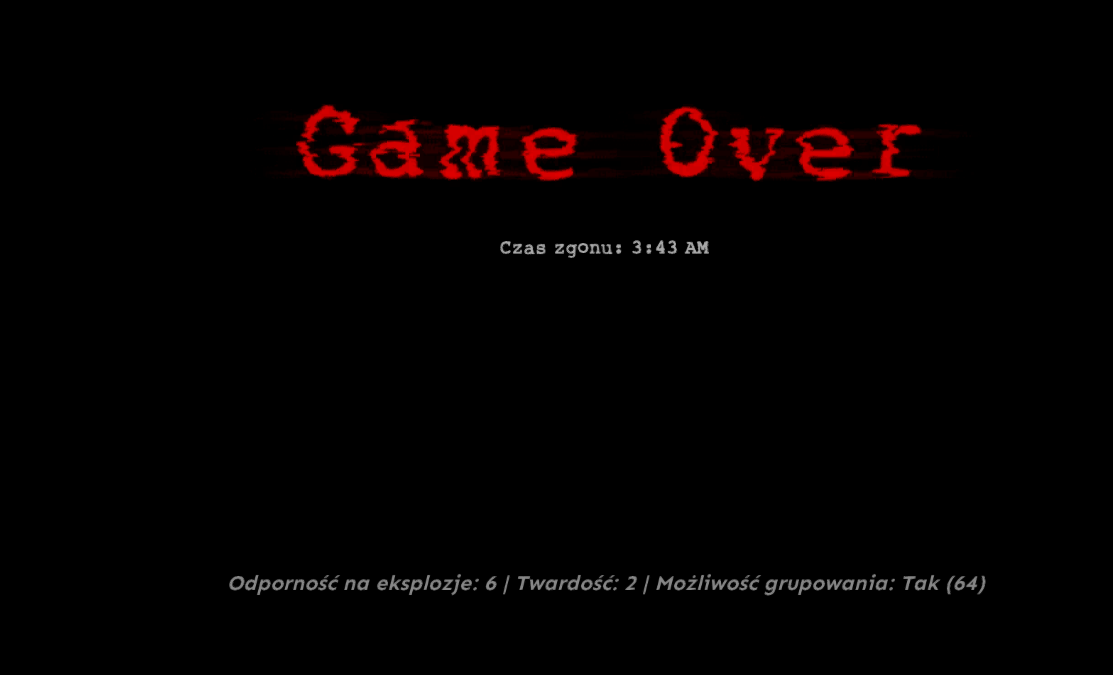 Game Over
Czas zgonu: 3:43 AM
Odporność na eksplozje: 6 | Twardość: 2 | Możliwość grupowania: Tak (64)